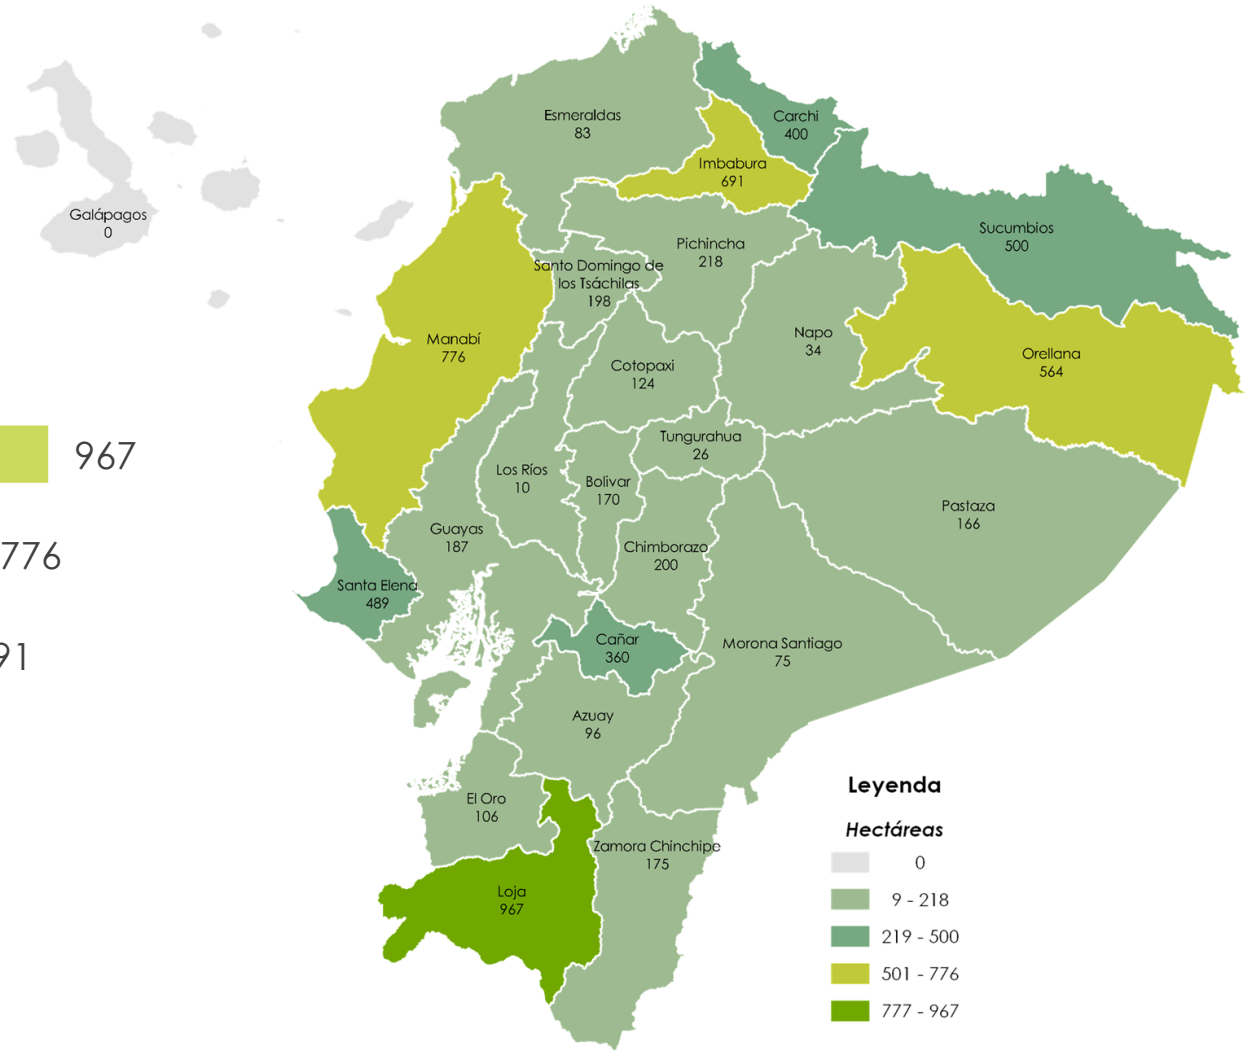 Esmeraldas
83
Carchi
400
Imbabura
691
Galápagos
0
Sucumbios
500
Pichincha
218
Santo Domingo de
los Tsáchilas
198
Manabí
776
Napo
34
Orellana
564
Cotopaxi
124
967
Tungurahua
26
Los Ríos
10
Bolivar
170
Pastaza
166
Guayas
187
Chimborazo
200
776
Santa Elena
489
Cañar
360
Morona Santiago
75
91
Azuay
96
El Oro
106
Zamora Chinchipe
175
Loja
967
Leyenda
Hectáreas
0
9 - 218
219 - 500
501 - 776
777 - 967